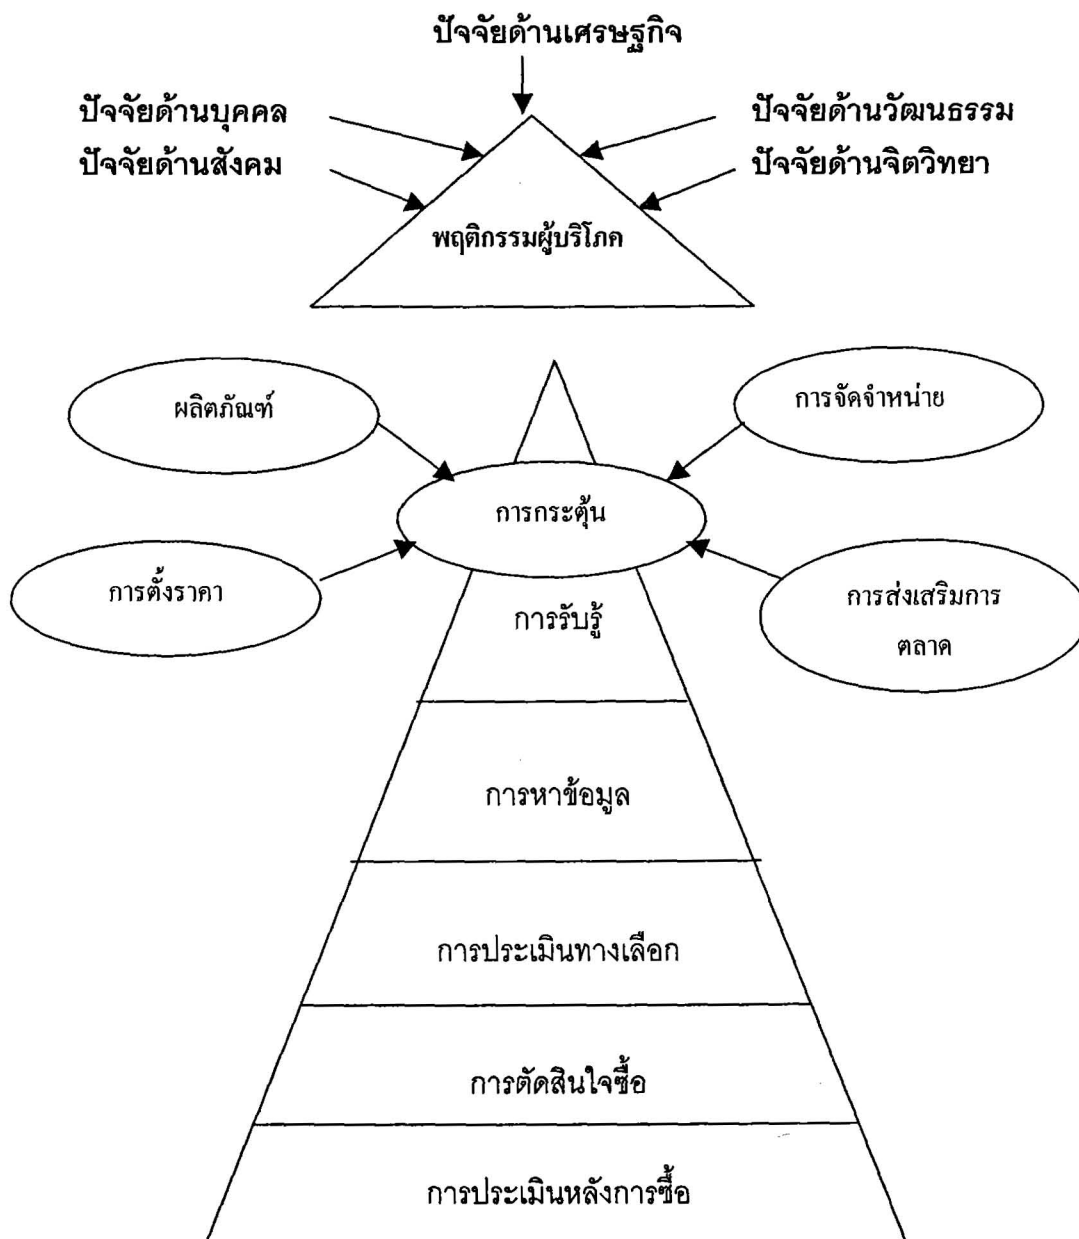 ปัจจัยด้านเศรษฐกิจ
ปัจจัยด้านบุคคล
ปัจจัยด้านวัฒนธรรม
ปัจจัยด้านสังคม
ปัจจัยด้านจิตวิทยา
พฤติกรรมผู้บริโภค
ผลิตภัณฑ์
การจัดจำหน่าย
การกระตุ้น
การตั้งราคา
การส่งเสริมการ
ตลาด
การรับรู้
การหาข้อมูล
การประเมินทางเลือก
การตัดสินใจซื้อ
การประเมินหลังการซื้อ